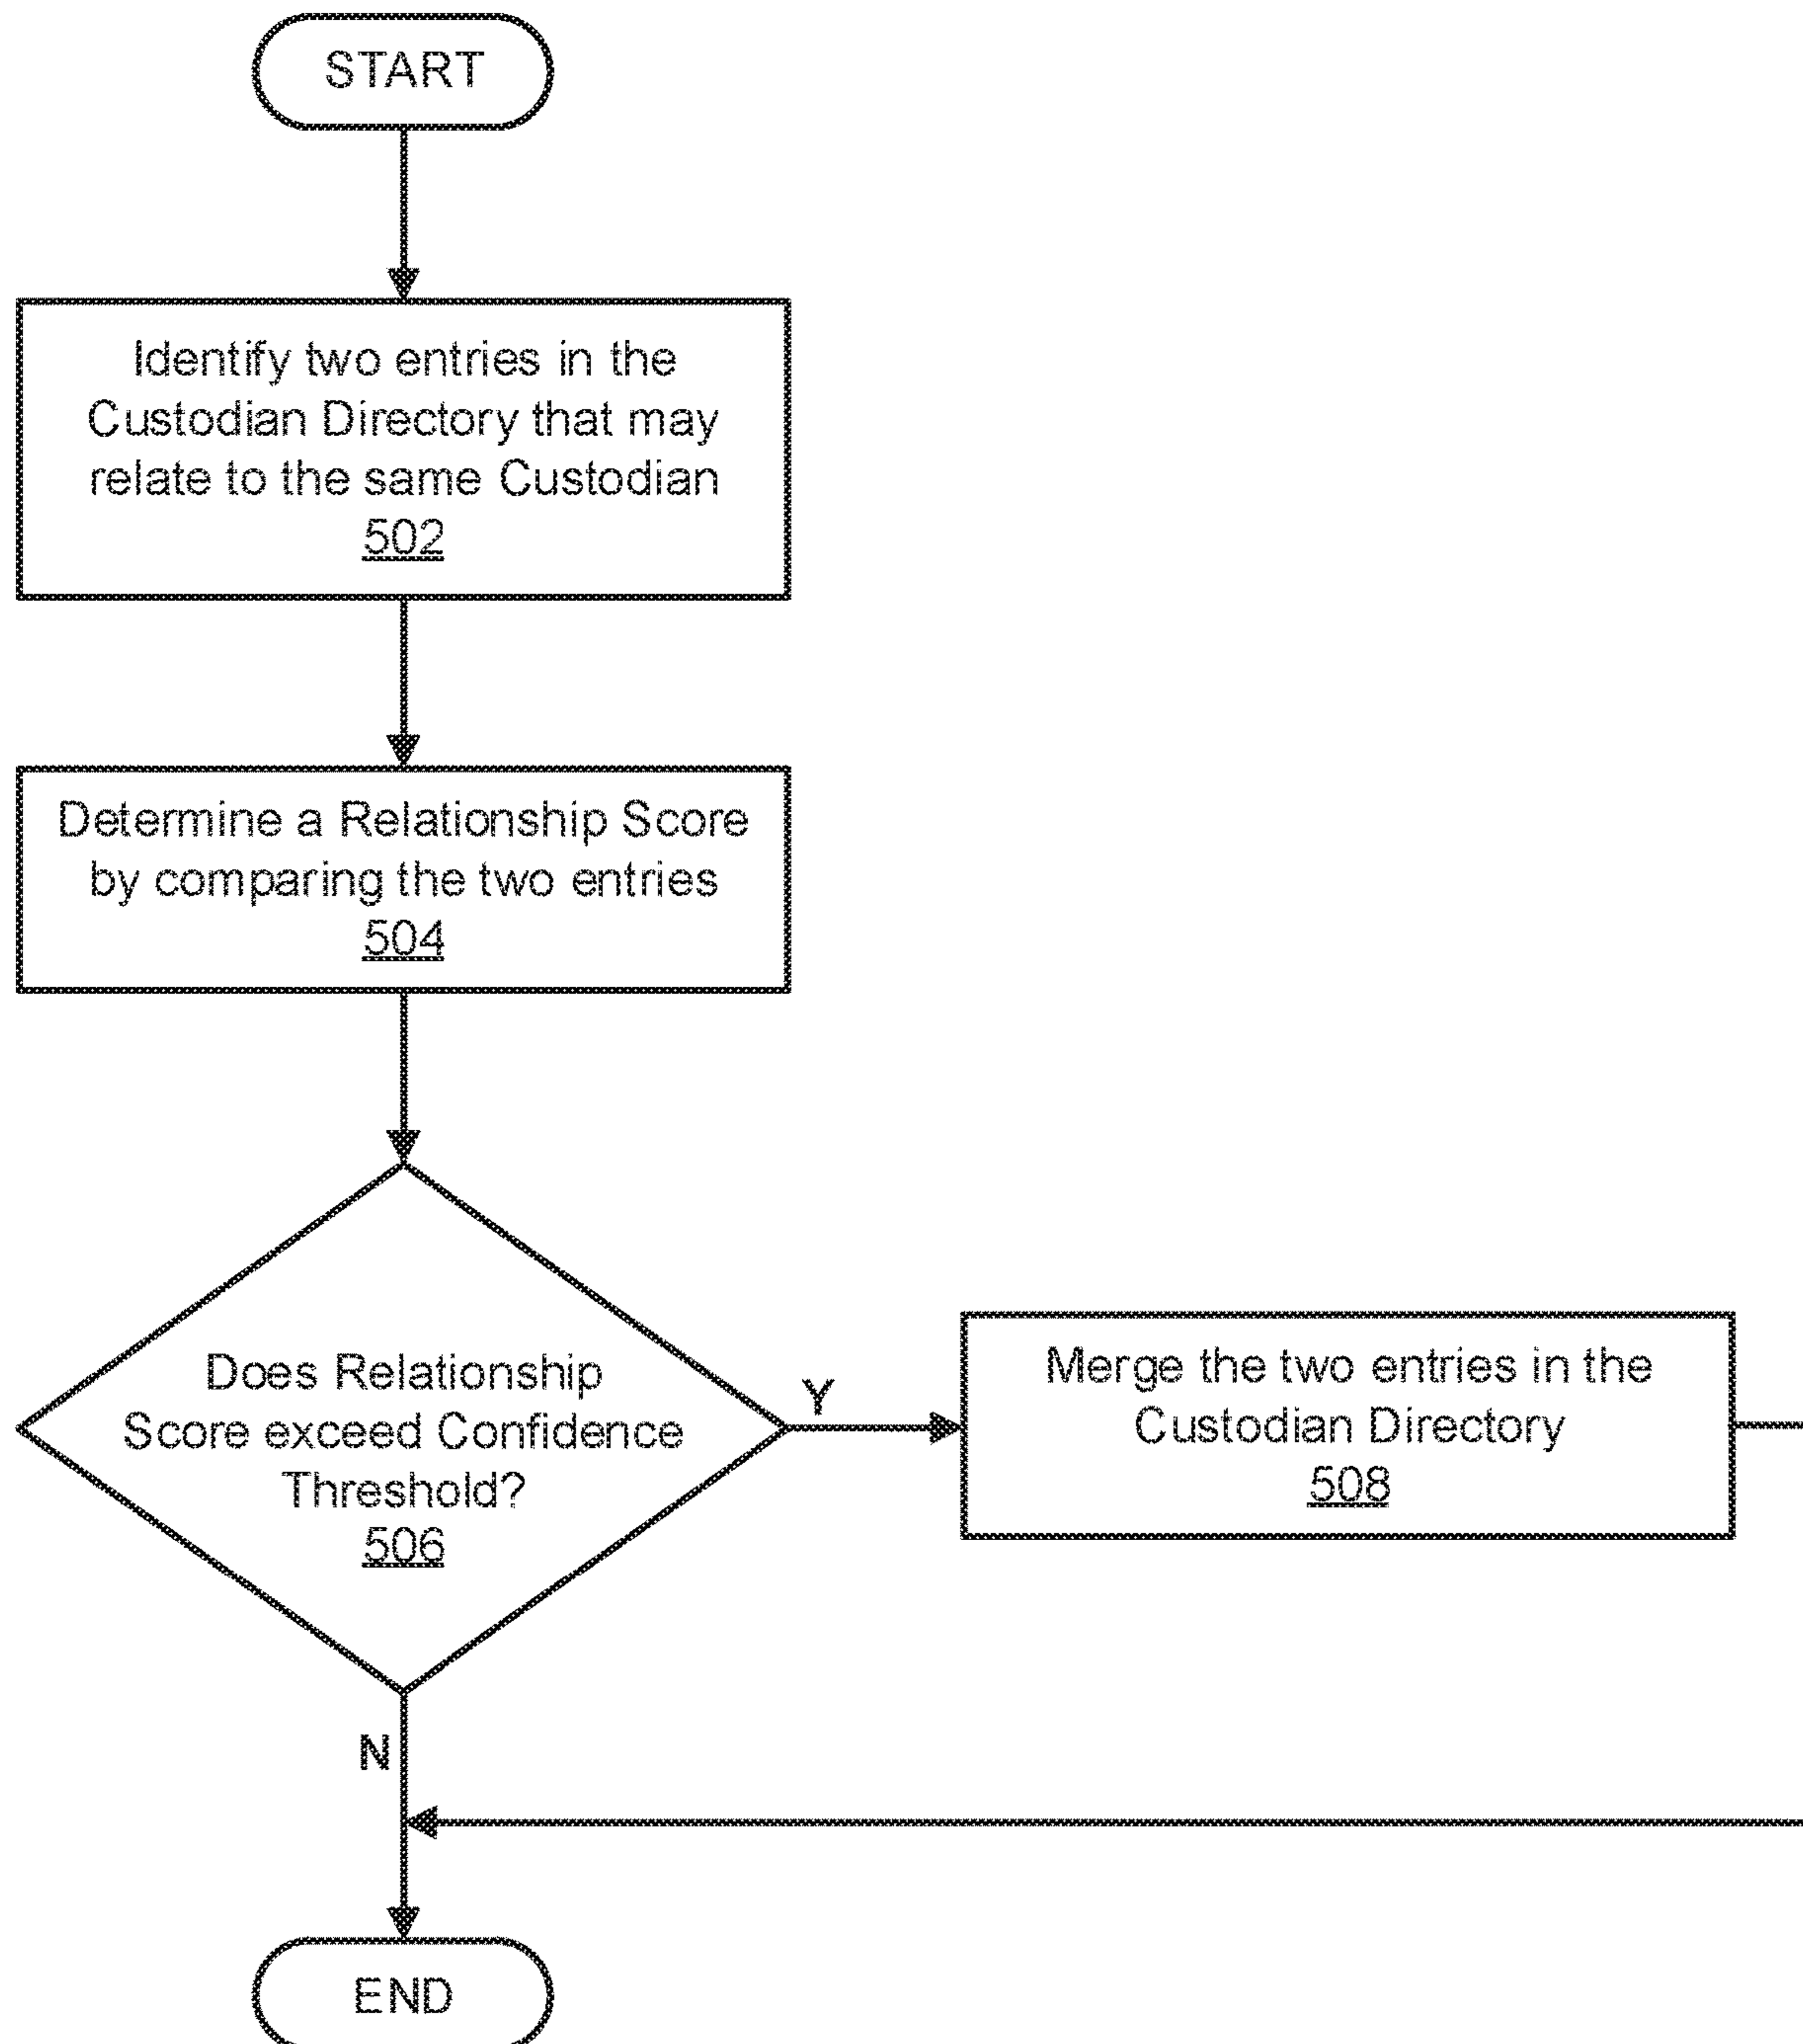 START
Identify two entries in the
Custodian Directory that may
relate to the same Custodian
502
Determine a Relationship Score
by comparing the two entries
504
Does Relationship
Score exceed Confidence
Threshold?
506
Y
Merge the two entries in the
Custodian Directory
508
N
END